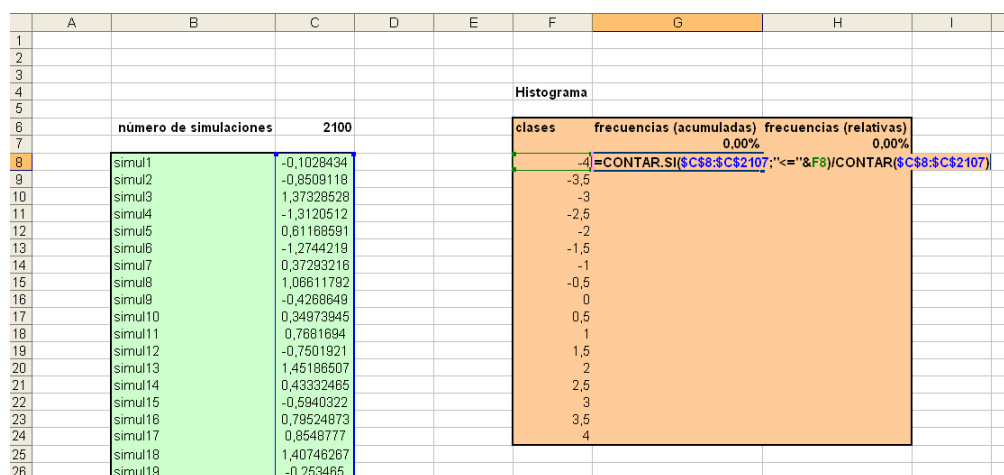 A B C D E F G H I
1
2
3
4 Histograma
5
6 número de simulaciones 2100 clases frecuencias (acumuladas) frecuencias (relativas)
7 0,00% 0,00%
8 simul1 -0,1028434 -4 =CONTAR.SI($C$8:$C$2107;"<="&F8)/CONTAR($C$8:$C$2107)
9 simul2 -0,8509118 -3,5
10 simul3 1,37328528 -3
11 simul4 -1,3120512 -2,5
12 simul5 0,61168591 -2
13 simul6 -1,2744219 -1,5
14 simul7 0,37293216 -1
15 simul8 1,06611792 -0,5
16 simul9 -0,4268649 0
17 simul10 0,34973945 0,5
18 simul11 0,7681694 1
19 simul12 -0,7501921 1,5
20 simul13 1,45186507 2
21 simul14 0,43332465 2,5
22 simul15 -0,5940322 3
23 simul16 0,79524873 3,5
24 simul17 0,8548777 4
25 simul18 1,40746267
26 simul19 -0,253465